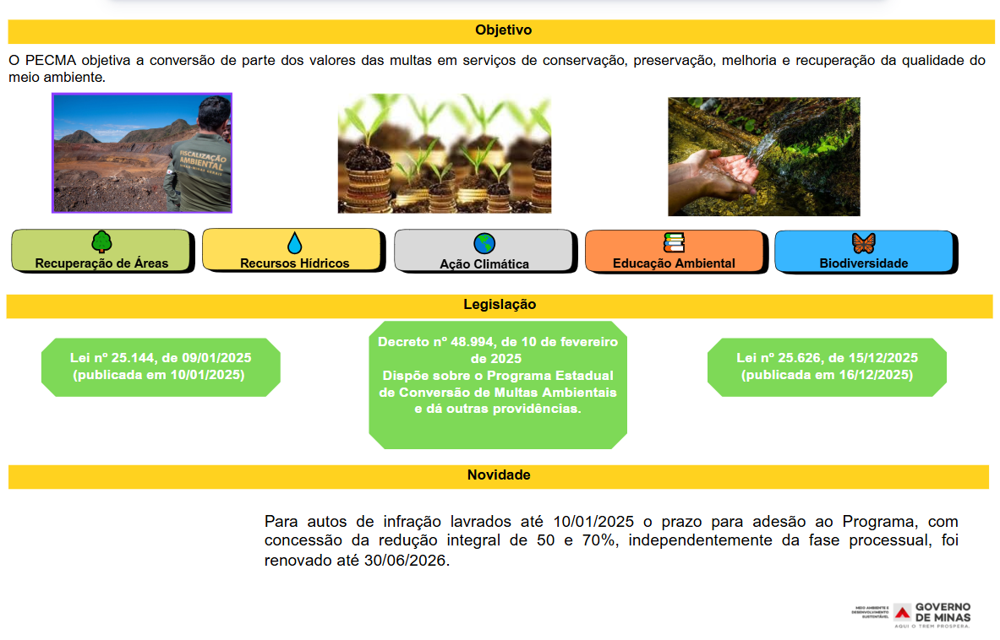 Objetivo
O PECMA objetiva a conversão de parte dos valores das multas em serviços de conservação, preservação, melhoria e recuperação da qualidade do
meio ambiente.
FISCALIZAÇÃO
AMBIENTAL
Recuperação de Áreas
Recursos Hídricos
Ação Climática
Educação Ambiental
Biodiversidade
Legislação
Lei nº 25.144, de 09/01/2025
(publicada em 10/01/2025)
Decreto nº 48.994, de 10 de fevereiro
de 2025
Dispõe sobre o Programa Estadual
de Conversão de Multas Ambientais
e dá outras providências.
Lei nº 25.626, de 15/12/2025
(publicada em 16/12/2025)
Novidade
Para autos de infração lavrados até 10/01/2025 o prazo para adesão ao Programa, com
concessão da redução integral de 50 e 70%, independentemente da fase processual, foi
renovado até 30/06/2026.
MEIO AMBIENTE E
DESENVOLVIMENTO
SUSTENTÁVEL
GOVERNO
DE MINAS
AQUI O TREM PROSPERA.